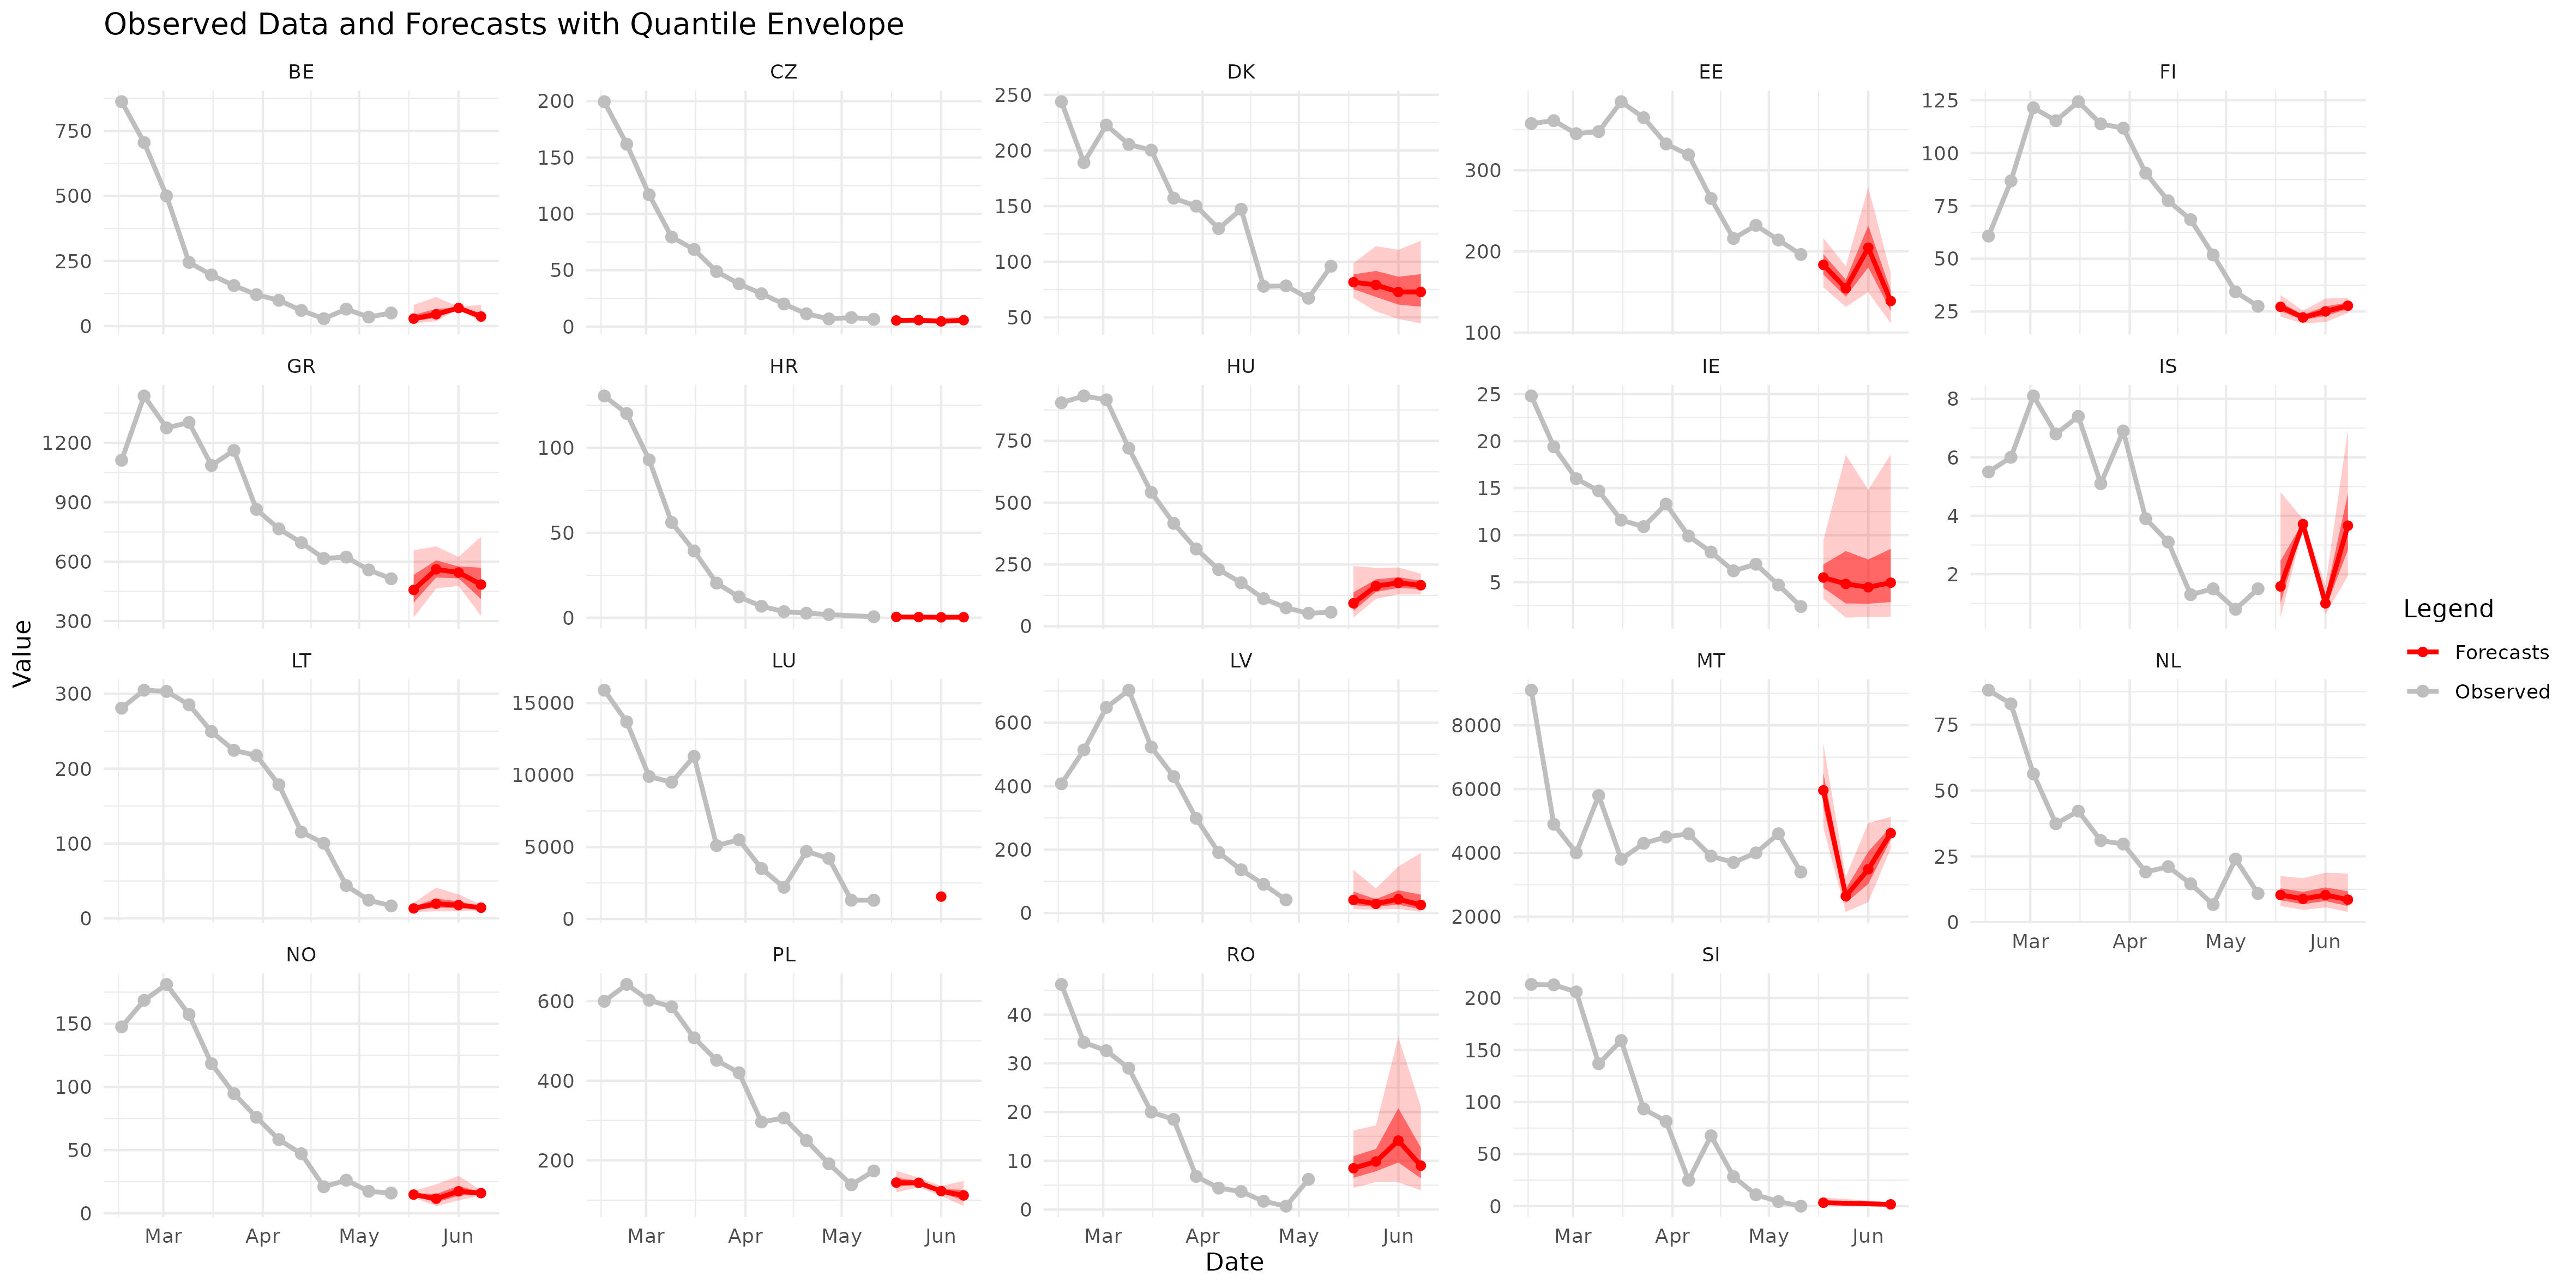 Observed Data and Forecasts with Quantile Envelope
BE
CZ
DK
EE
FI
750
500
250
0
200
150
100
50
0
250
200
150
100
50
300
200
100
125
100
75
50
25
GR
HR
HU
IE
IS
1200
900
600
300
100
50
0
750
500
250
0
25
20
15
10
5
8
6
4
2
LT
LU
LV
MT
NL
300
200
100
0
15000
10000
5000
0
600
400
200
0
8000
6000
4000
2000
75
50
25
0
Mar Apr May Jun
NO
PL
RO
SI
150
100
50
0
600
400
200
40
30
20
10
0
200
150
100
50
0
Mar Apr May Jun
Mar Apr May Jun
Mar Apr May Jun
Mar Apr May Jun
Value
Date
Legend
Forecasts
Observed